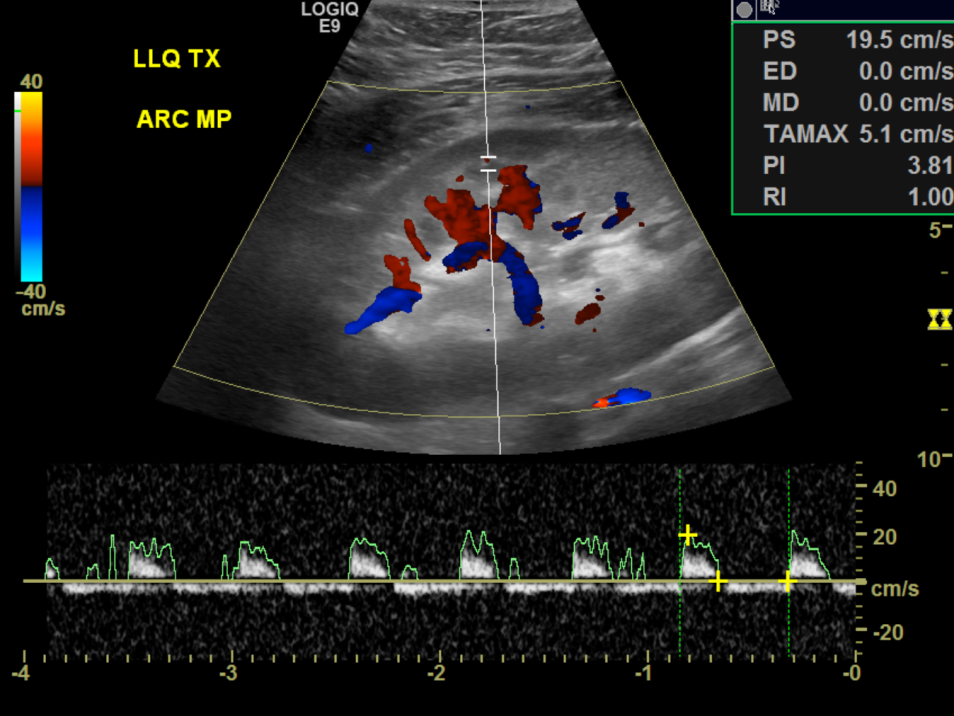 LOGIQ
E9
LLQ TX
ARC MP
40
-40
cm/s
PS 19.5 cm/s
ED 0.0 cm/s
MD 0.0 cm/s
TAMAX 5.1 cm/s
PI 3.81
RI 1.00
5-
10-
40
20
cm/s
-20
-4 -3 -2 -1 -0